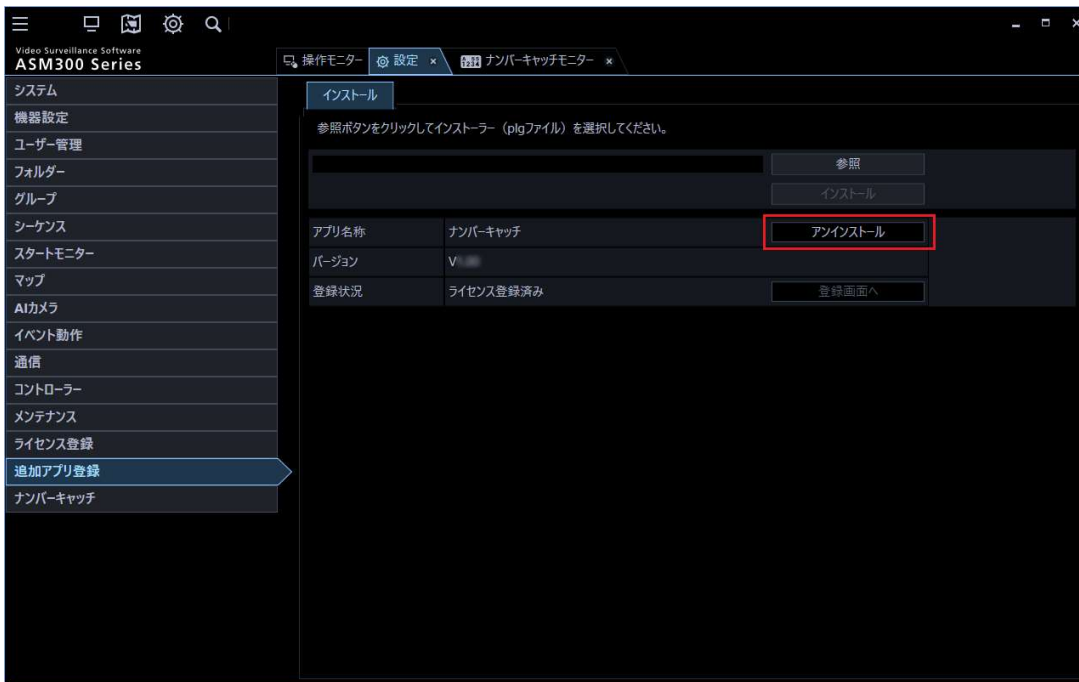 Video Surveillance Software
ASM300 Series
操作モニター
設定
ナンバーキャッチモニター
システム
機器設定
ユーザー管理
フォルダー
グループ
シーケンス
スタートモニター
マップ
AIカメラ
イベント動作
通信
コントローラー
メンテナンス
ライセンス登録
追加アプリ登録
ナンバーキャッチ
インストール
参照ボタンをクリックしてインストーラー（plgファイル）を選択してください。
参照
インストール
アプリ名称 ナンバーキャッチ アンインストール
バージョン V
登録状況 ライセンス登録済み 登録画面へ